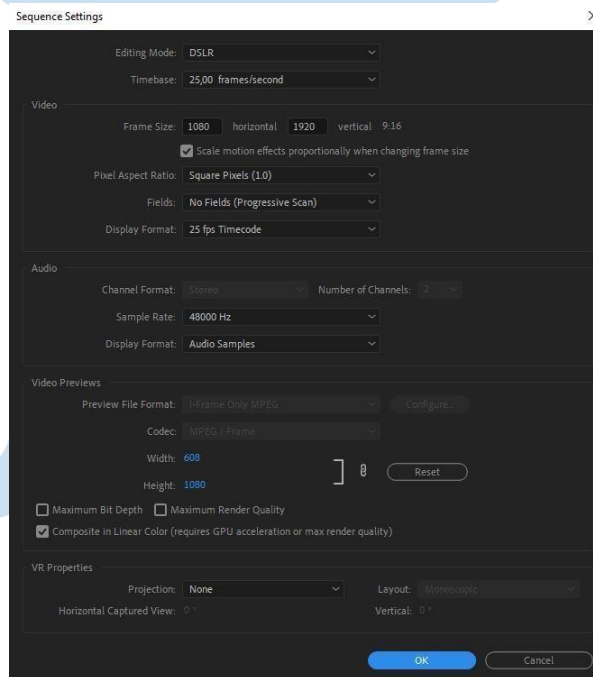 Sequence Settings
Editing Mode: DSLR
Timebase: 25,00 frames/second
Video
Frame Size: 1080 horizontal 1920 vertical 9:16
Scale motion effects proportionally when changing frame size
Pixel Aspect Ratio: Square Pixels (1.0)
Fields: No Fields (Progressive Scan)
Display Format: 25 fps Timecode
Audio
Channel Format: Stereo Number of Channels: 2
Sample Rate: 48000 Hz
Display Format: Audio Samples
Video Previews
Preview File Format: I-Frame Only MPEG Configure...
Codec: MPEG I-Frame
Width: 608
Height: 1080
Reset
Maximum Bit Depth Maximum Render Quality
Composite in Linear Color (requires GPU acceleration or max render quality)
VR Properties
Projection: None Layout: Monoscopic
Horizontal Captured View: 0 ° Vertical: 0 °
OK Cancel